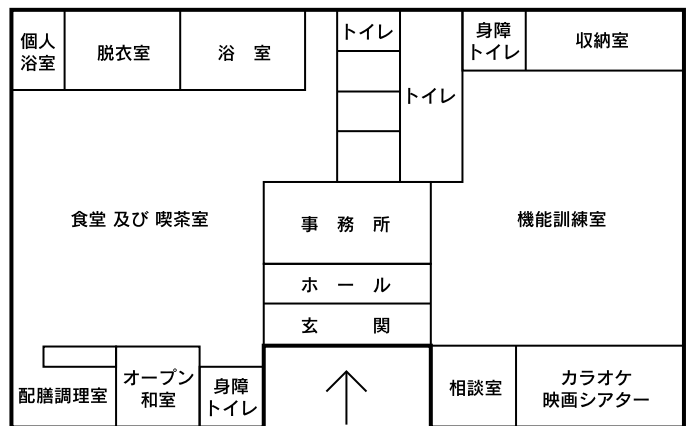 個人
浴室
脱衣室
浴　室
トイレ
トイレ
身障
トイレ
収納室
食堂 及び 喫茶室
事　務　所
機能訓練室
ホ　ー　ル
玄　　　関
配膳調理室
オープン
和室
身障
トイレ
相談室
カラオケ
映画シアター